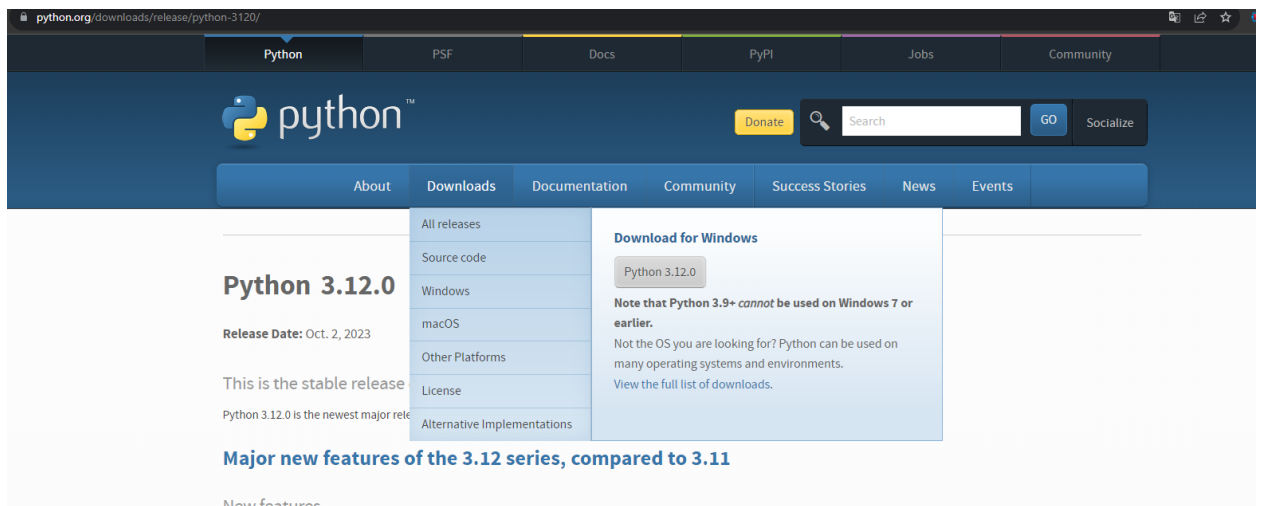 python.org/downloads/release/python-3120/
Python PSF Docs PyPI Jobs Community
python™
Donate Search GO Socialize
About Downloads Documentation Community Success Stories News Events
All releases
Source code
Windows
macOS
Other Platforms
License
Alternative Implementations
Download for Windows
Python 3.12.0
Note that Python 3.9+ cannot be used on Windows 7 or
earlier.
Not the OS you are looking for? Python can be used on
many operating systems and environments.
View the full list of downloads.
Python 3.12.0
Release Date: Oct. 2, 2023
This is the stable release
Python 3.12.0 is the newest major rele
Major new features of the 3.12 series, compared to 3.11
New features